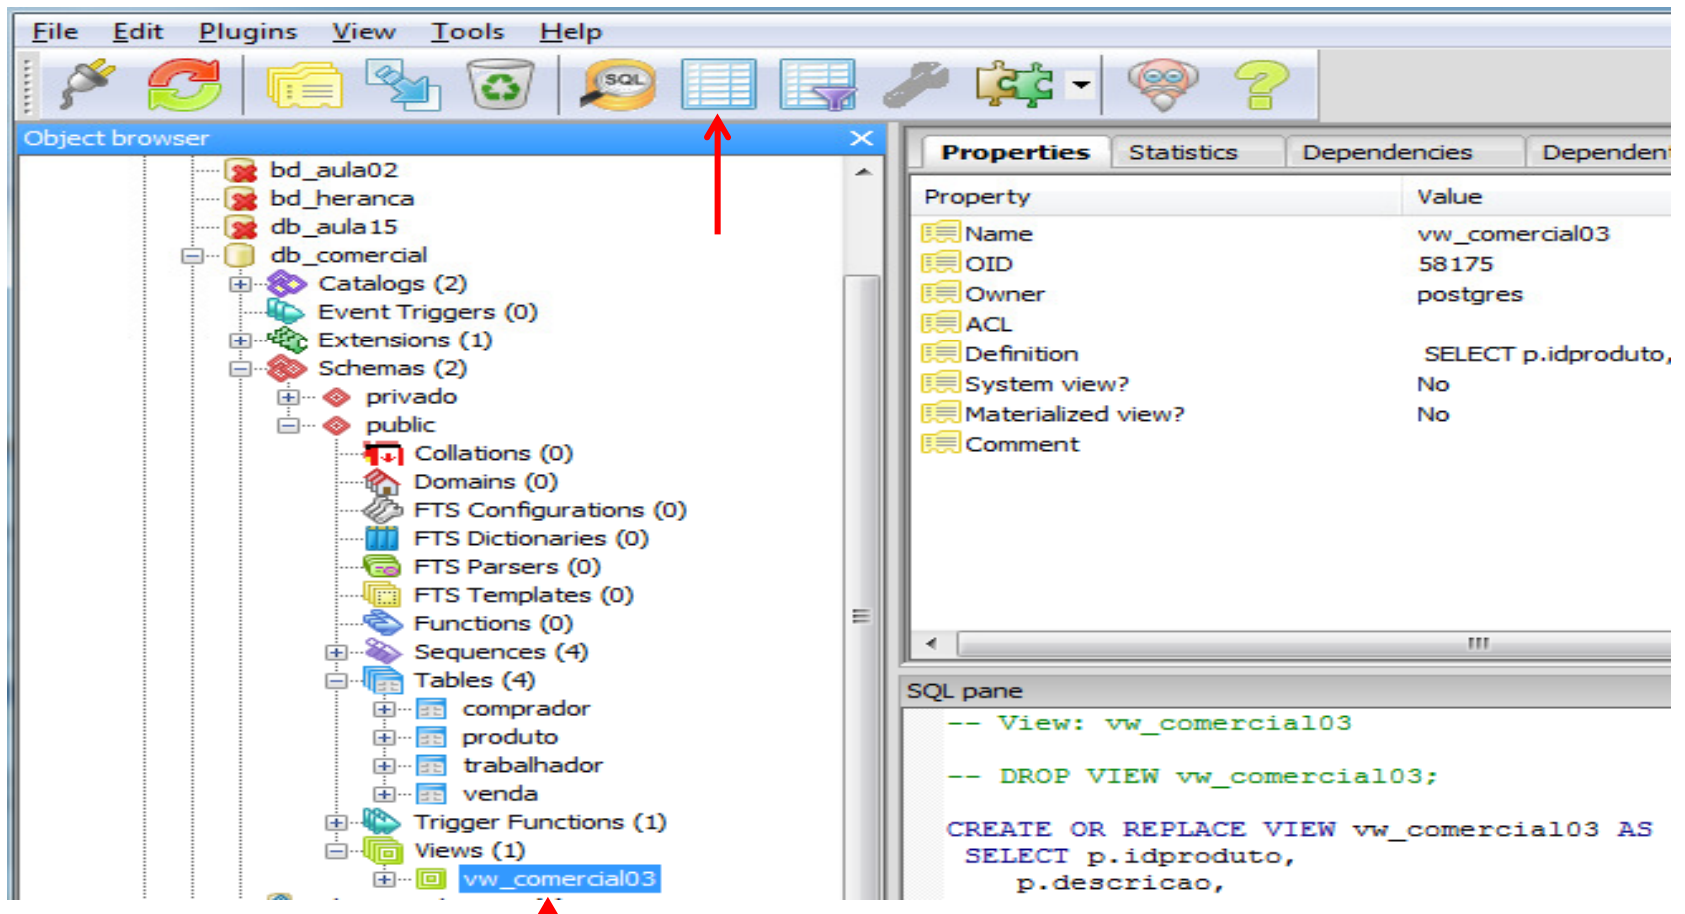 File Edit Plugins View Tools Help
SQL
Object browser
bd_aula02
bd_heranca
db_aula15
db_comercial
Catalogs (2)
Event Triggers (0)
Extensions (1)
Schemas (2)
privado
public
Collations (0)
Domains (0)
FTS Configurations (0)
FTS Dictionaries (0)
FTS Parsers (0)
FTS Templates (0)
Functions (0)
Sequences (4)
Tables (4)
comprador
produto
trabalhador
venda
Trigger Functions (1)
Views (1)
vw_comercial03
Properties Statistics Dependencies Dependent
Property Value
Name vw_comercial03
OID 58175
Owner postgres
ACL
Definition SELECT p.idproduto,
System view? No
Materialized view? No
Comment
SQL pane
-- View: vw_comercial03
-- DROP VIEW vw_comercial03;
CREATE OR REPLACE VIEW vw_comercial03 AS
SELECT p.idproduto,
p.descricao,